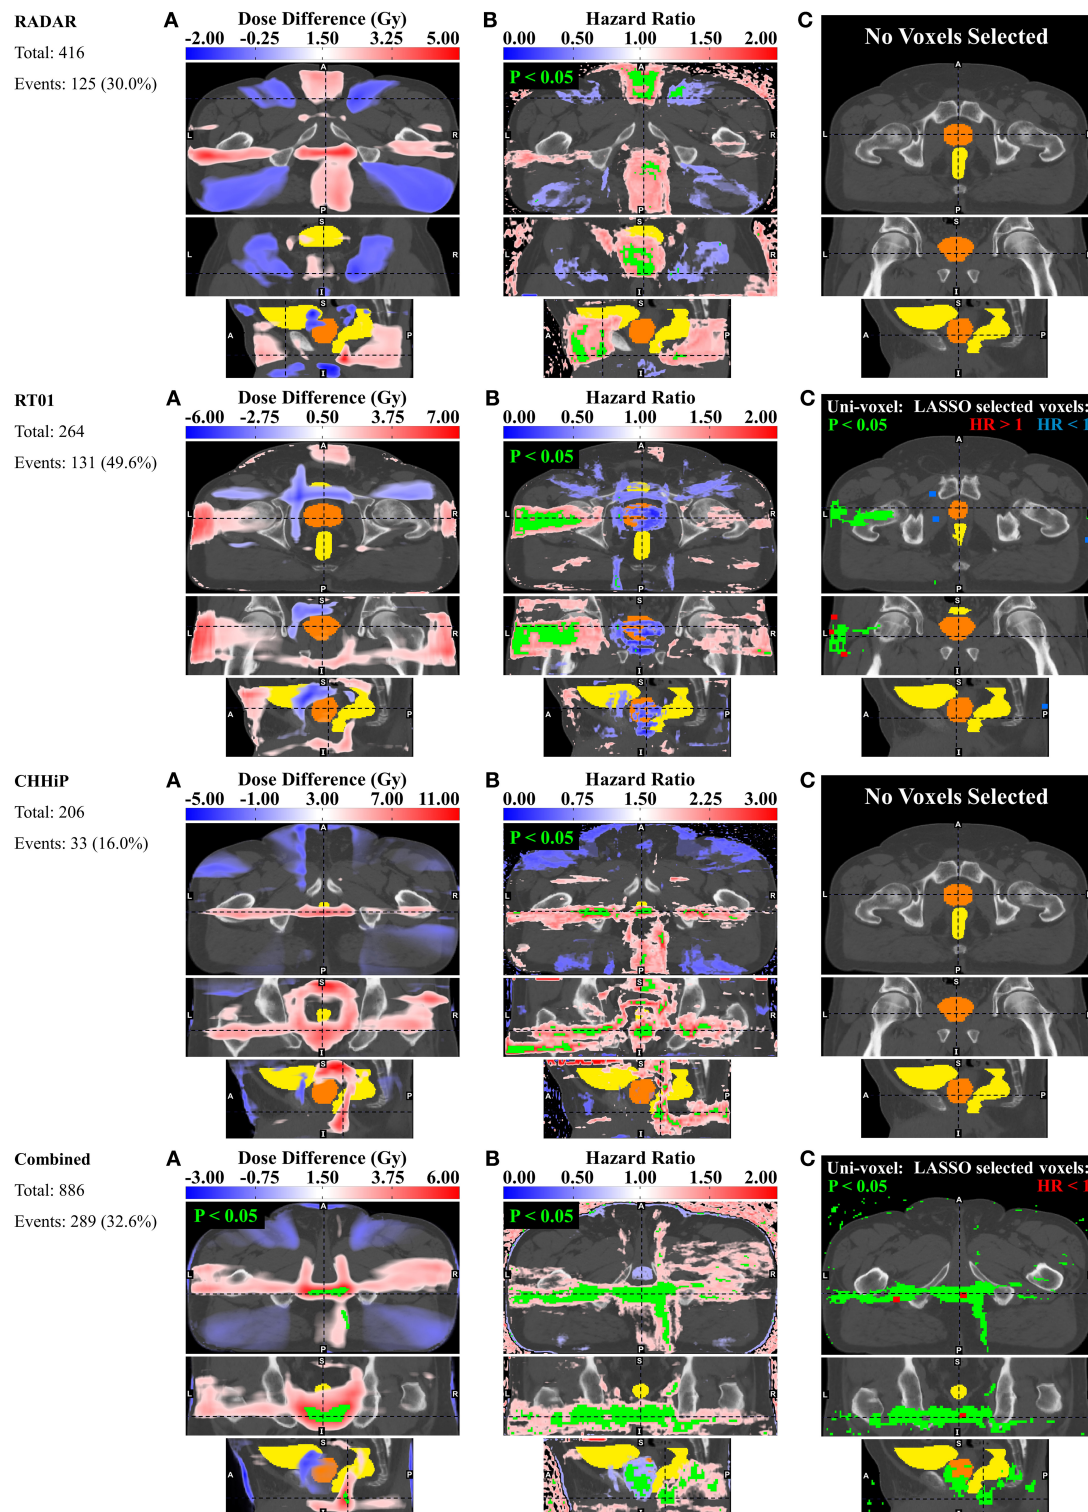 RADAR
Total: 416
Events: 125 (30.0%)
A Dose Difference (Gy)
-2.00 -0.25 1.50 3.25 5.00
A
L R
P
S
L R
I
S
A P
I
B Hazard Ratio
0.00 0.50 1.00 1.50 2.00
P < 0.05
A
L R
P
S
L R
I
S
A P
I
C
No Voxels Selected
A
L R
P
S
L R
I
S
A P
I
RT01
Total: 264
Events: 131 (49.6%)
A Dose Difference (Gy)
-6.00 -2.75 0.50 3.75 7.00
A
L R
P
S
L R
I
S
A P
I
B Hazard Ratio
0.00 0.50 1.00 1.50 2.00
P < 0.05
A
L R
P
S
L R
I
S
A P
I
C
Uni-voxel: LASSO selected voxels:
P < 0.05 HR > 1 HR < 1
A
L R
P
S
L R
I
S
A P
I
CHHiP
Total: 206
Events: 33 (16.0%)
A Dose Difference (Gy)
-5.00 -1.00 3.00 7.00 11.00
A
L R
P
S
L R
I
S
A P
I
B Hazard Ratio
0.00 0.75 1.50 2.25 3.00
P < 0.05
A
L R
P
S
L R
I
S
A P
I
C
No Voxels Selected
A
L R
P
S
L R
I
S
A P
I
Combined
Total: 886
Events: 289 (32.6%)
A Dose Difference (Gy)
-3.00 -0.75 1.50 3.75 6.00
P < 0.05
A
L R
P
S
L R
I
S
A P
I
B Hazard Ratio
0.00 0.50 1.00 1.50 2.00
P < 0.05
A
L R
P
S
L R
I
S
A P
I
C
Uni-voxel: LASSO selected voxels:
P < 0.05 HR < 1
A
L R
P
S
L R
I
S
A P
I